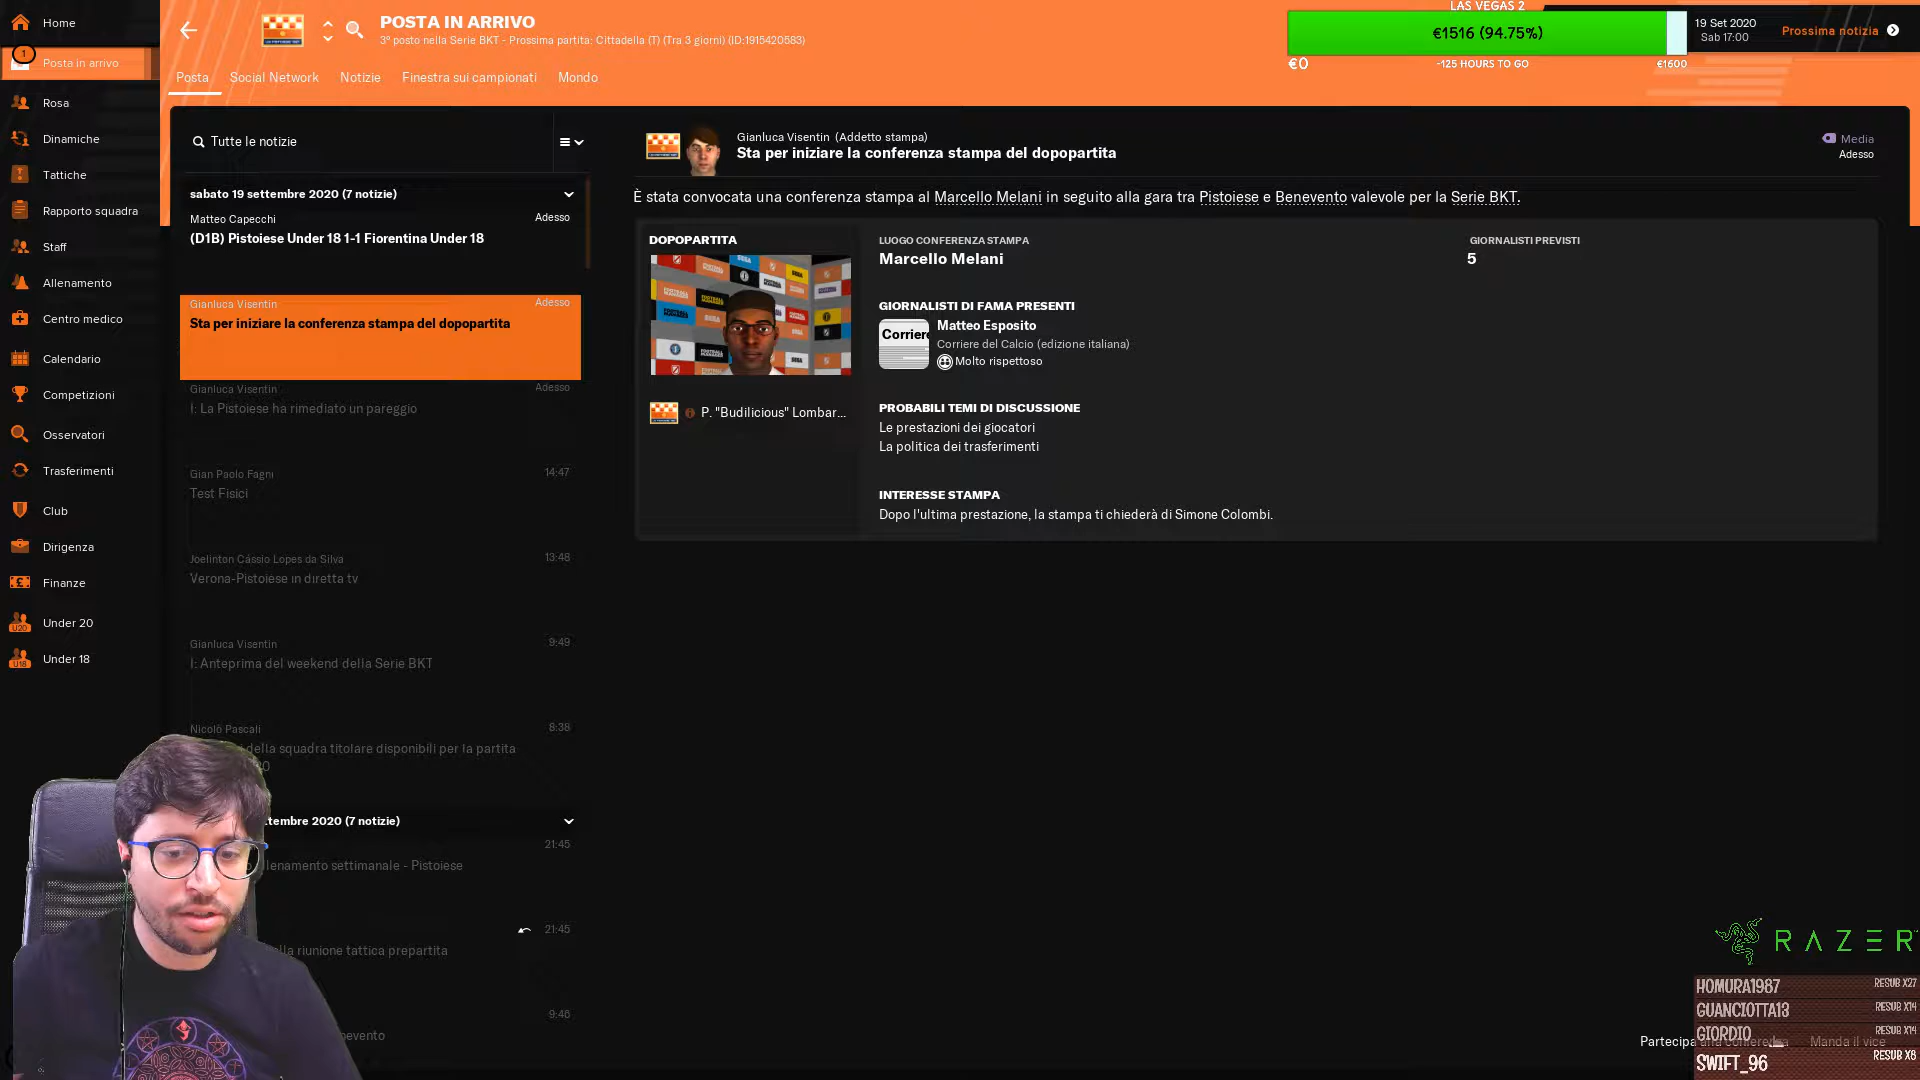 Home
1
Posta in arrivo
Rosa
Dinamiche
Tattiche
Rapporto squadra
Staff
Allenamento
Centro medico
Calendario
Competizioni
Osservatori
Trasferimenti
Club
Dirigenza
Finanze
Under 20
Under 18
POSTA IN ARRIVO
3° posto nella Serie BKT - Prossima partita: Cittadella (T) (Tra 3 giorni) (ID:1915420583)
Posta
Social Network
Notizie
Finestra sui campionati
Mondo
LAS VEGAS 2
€1516 (94.75%)
€0
-125 HOURS TO GO
€1600
19 Set 2020
Sab 17:00
Prossima notizia
Tutte le notizie
sabato 19 settembre 2020 (7 notizie)
Matteo Capecchi
Adesso
(D1B) Pistoiese Under 18 1-1 Fiorentina Under 18
Gianluca Visentin
Adesso
Sta per iniziare la conferenza stampa del dopopartita
Gianluca Visentin
Adesso
I: La Pistoiese ha rimediato un pareggio
Gian Paolo Fagni
14:47
Test Fisici
Joelinton Cássio Lopes da Silva
13:48
Verona-Pistoiese in diretta tv
Gianluca Visentin
9:49
I: Anteprima del weekend della Serie BKT
Nicolò Pascali
8:38
della squadra titolare disponibili per la partita
tembre 2020 (7 notizie)
21:45
llenamento settimanale - Pistoiese
21:45
lla riunione tattica prepartita
9:46
nevento
Gianluca Visentin (Addetto stampa)
Sta per iniziare la conferenza stampa del dopopartita
Media
Adesso
È stata convocata una conferenza stampa al Marcello Melani in seguito alla gara tra Pistoiese e Benevento valevole per la Serie BKT.
DOPOPARTITA
P. "Budilicious" Lombar...
LUOGO CONFERENZA STAMPA
Marcello Melani
GIORNALISTI PREVISTI
5
GIORNALISTI DI FAMA PRESENTI
Corriere
Matteo Esposito
Corriere del Calcio (edizione italiana)
Molto rispettoso
PROBABILI TEMI DI DISCUSSIONE
Le prestazioni dei giocatori
La politica dei trasferimenti
INTERESSE STAMPA
Dopo l'ultima prestazione, la stampa ti chiederà di Simone Colombi.
RAZER
HOMURA1987 RESUB X27
GUANCIOTTA13 RESUB X14
GIORDIO RESUB X14
Partecipa
Manda il vice
SWIFT_96 RESUB X6